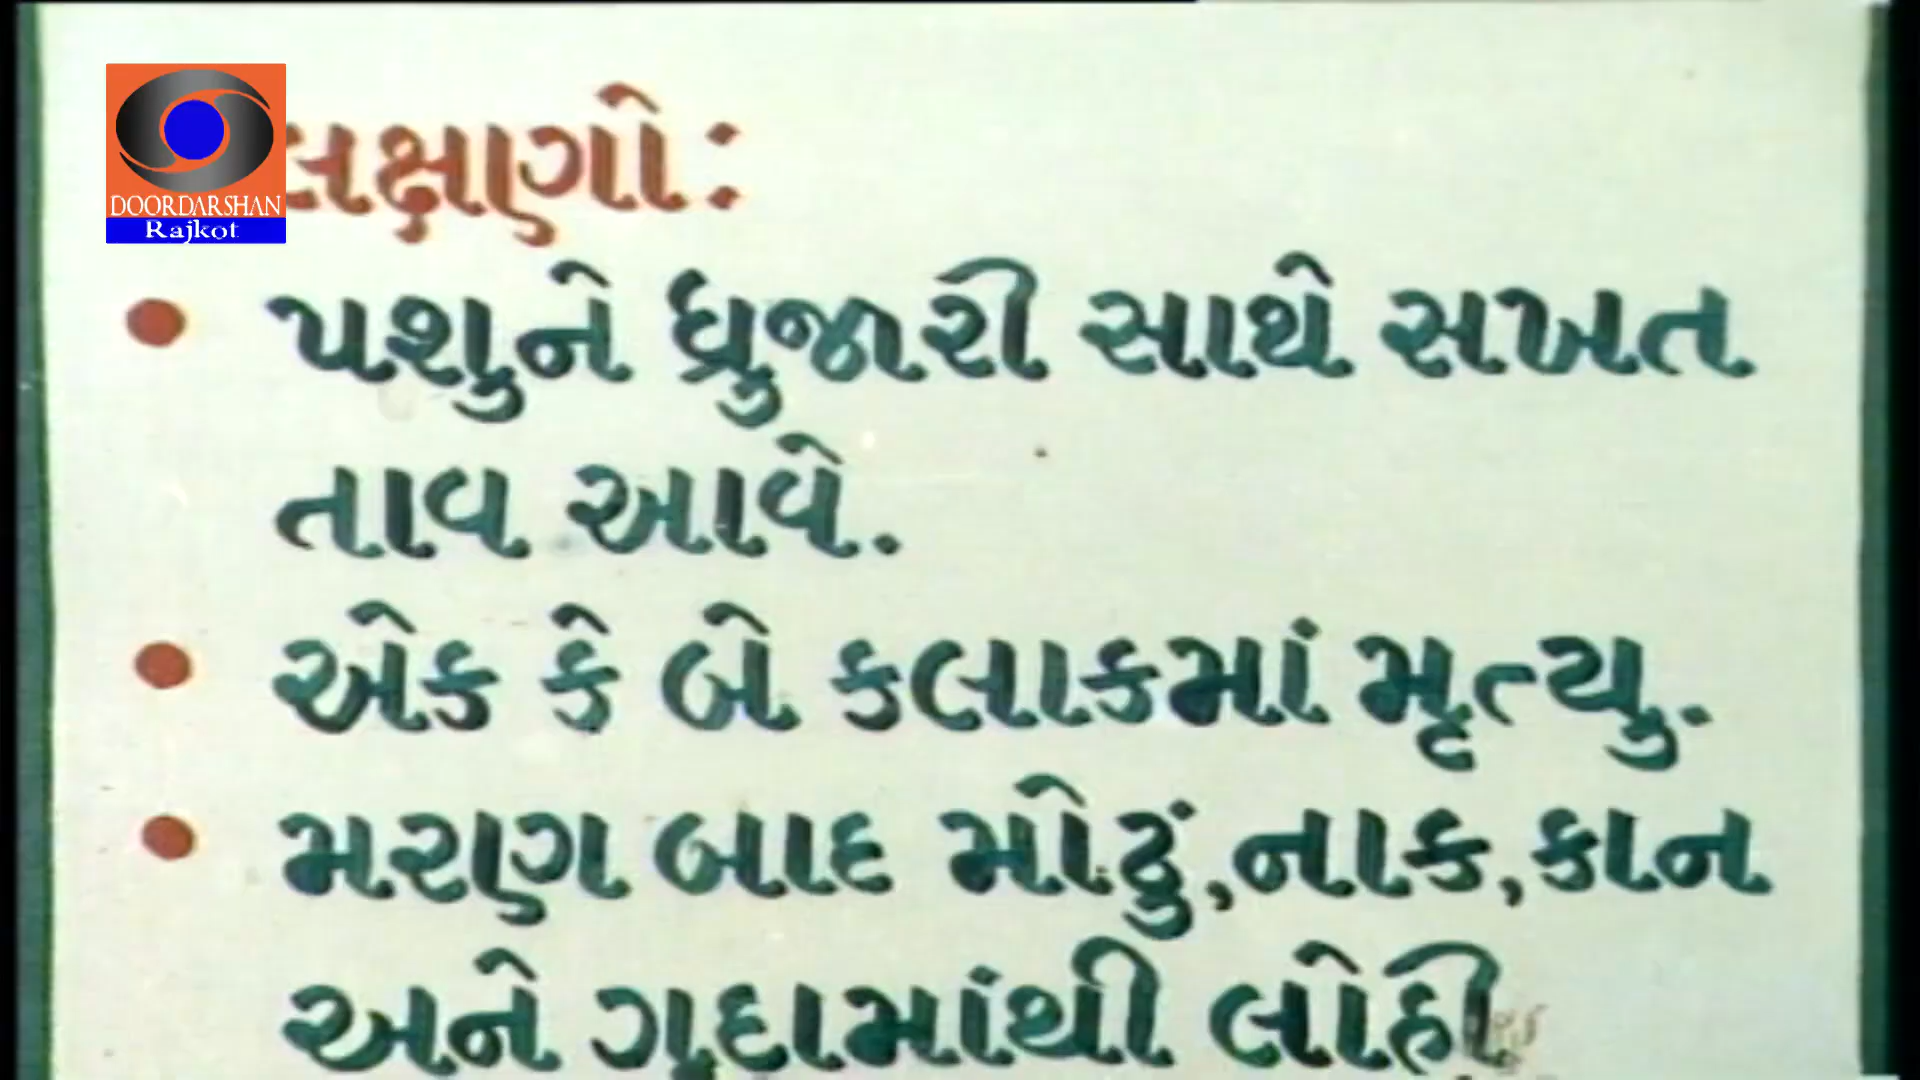 DOORDARSHAN
Rajkot
લક્ષણો:
• પશુને ધ્રુજારી સાથે સખત
તાવ આવે.
• એક કે બે કલાકમાં મૃત્યુ.
• મરણ બાદ મોઢું, નાક, કાન
અને ગુદામાંથી લોહી